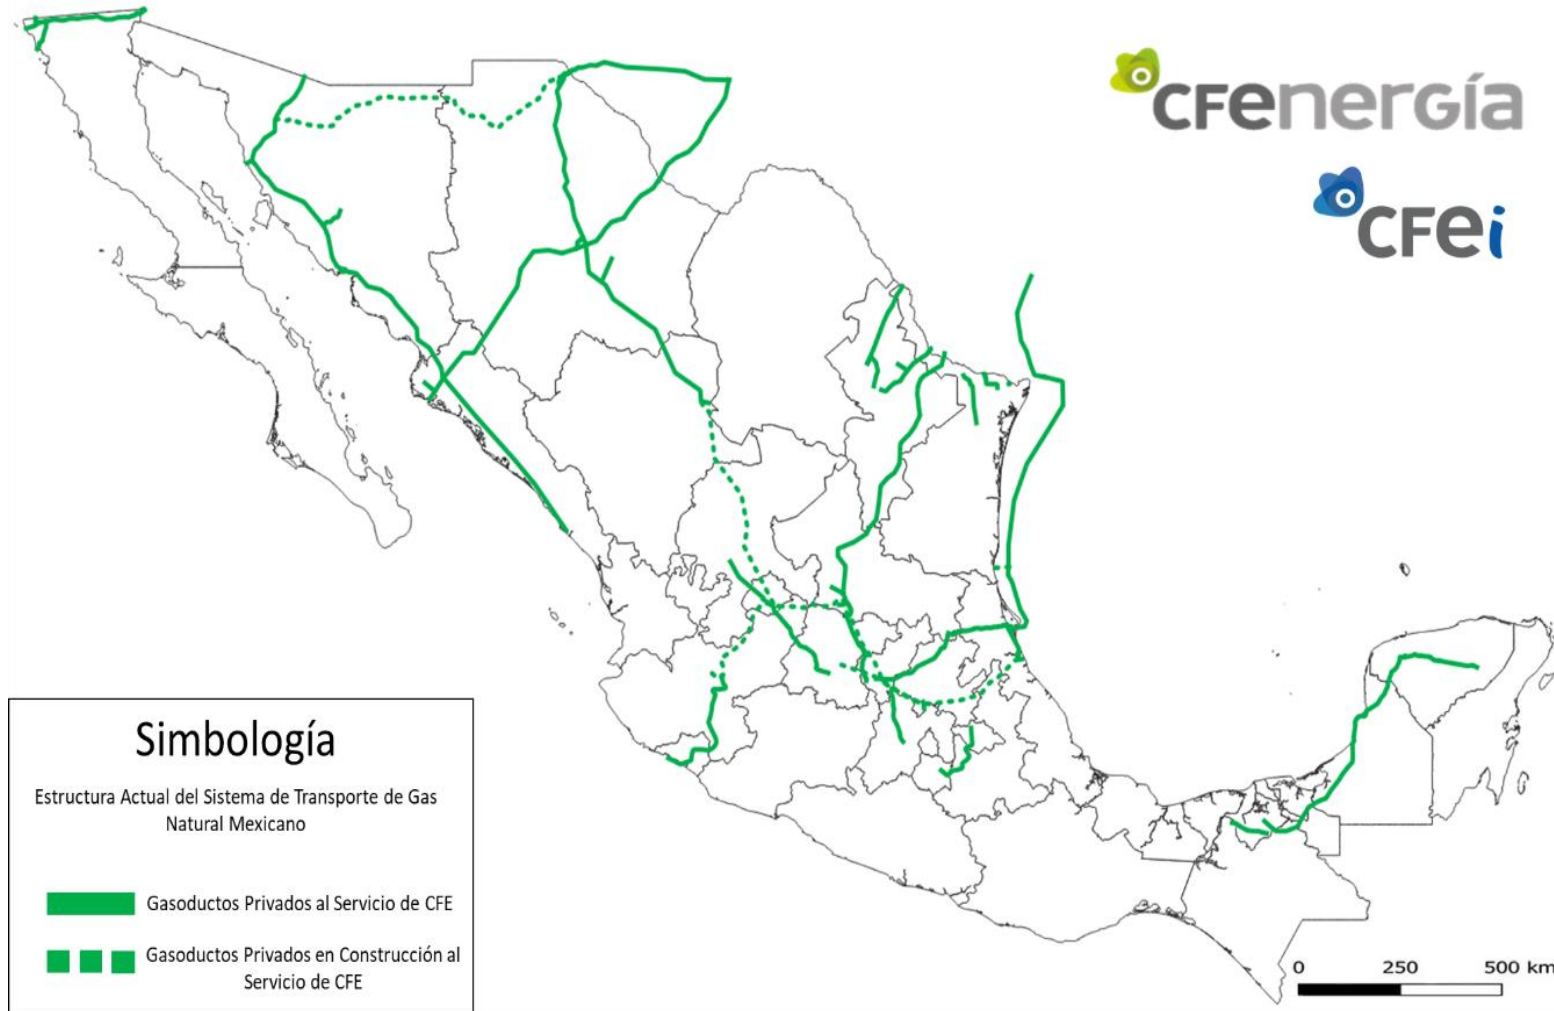 CFEnergía
CFEi
Simbología
Estructura Actual del Sistema de Transporte de Gas
Natural Mexicano
Gasoductos Privados al Servicio de CFE
Gasoductos Privados en Construcción al
Servicio de CFE
0 250 500 km